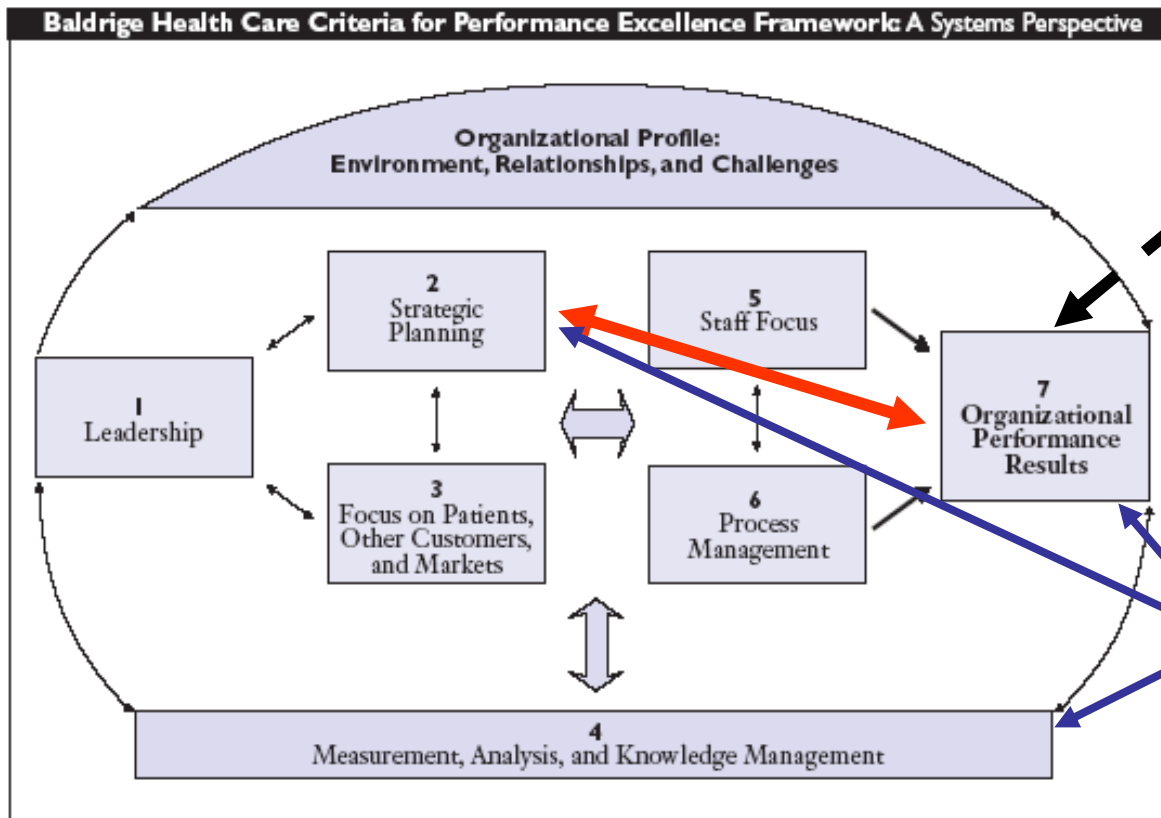 Baldrige Health Care Criteria for Performance Excellence Framework: A Systems Perspective
Organizational Profile:
Environment, Relationships, and Challenges
2
Strategic
Planning
5
Staff Focus
1
Leadership
7
Organizational
Performance
Results
3
Focus on Patients,
Other Customers,
and Markets
6
Process
Management
4
Measurement, Analysis, and Knowledge Management